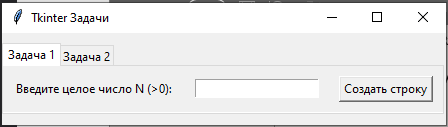 Tkinter Задачи
Задача 1 Задача 2
Введите целое число N (>0): Создать строку